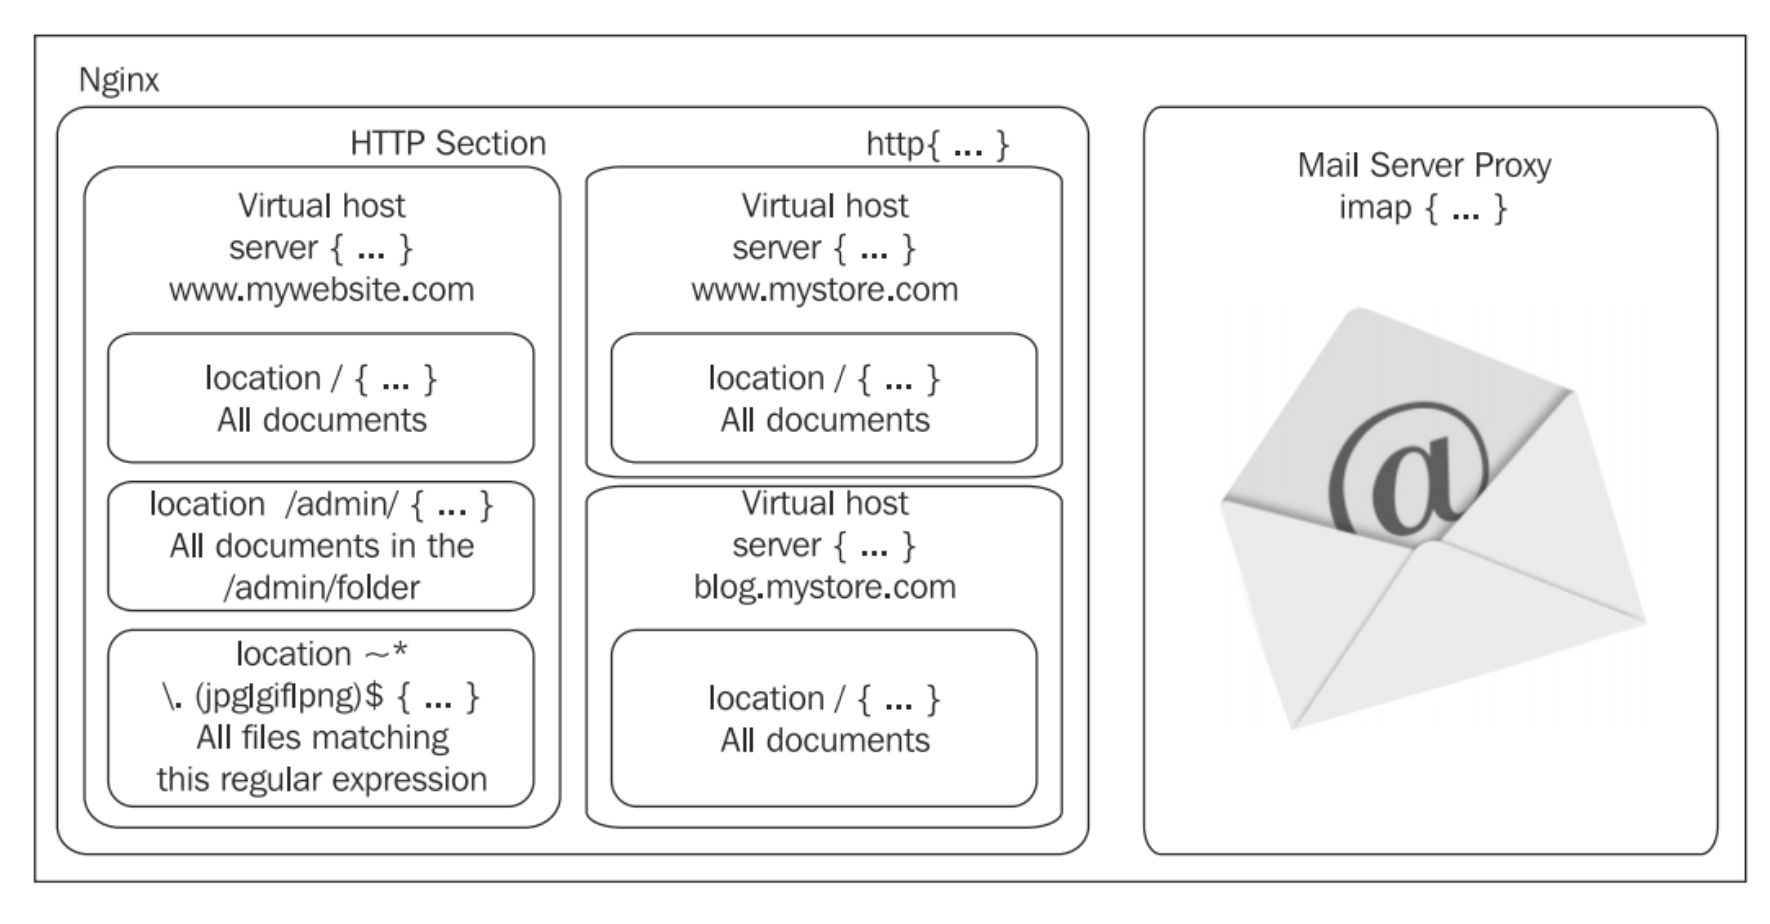 Nginx
HTTP Section
http{ ... }
Virtual host
server { ... }
www.mywebsite.com
location / { ... }
All documents
location /admin/ { ... }
All documents in the
/admin/folder
location ~*
\. (jpg|gif|png)$ { ... }
All files matching
this regular expression
Virtual host
server { ... }
www.mystore.com
location / { ... }
All documents
Virtual host
server { ... }
blog.mystore.com
location / { ... }
All documents
Mail Server Proxy
imap { ... }
@